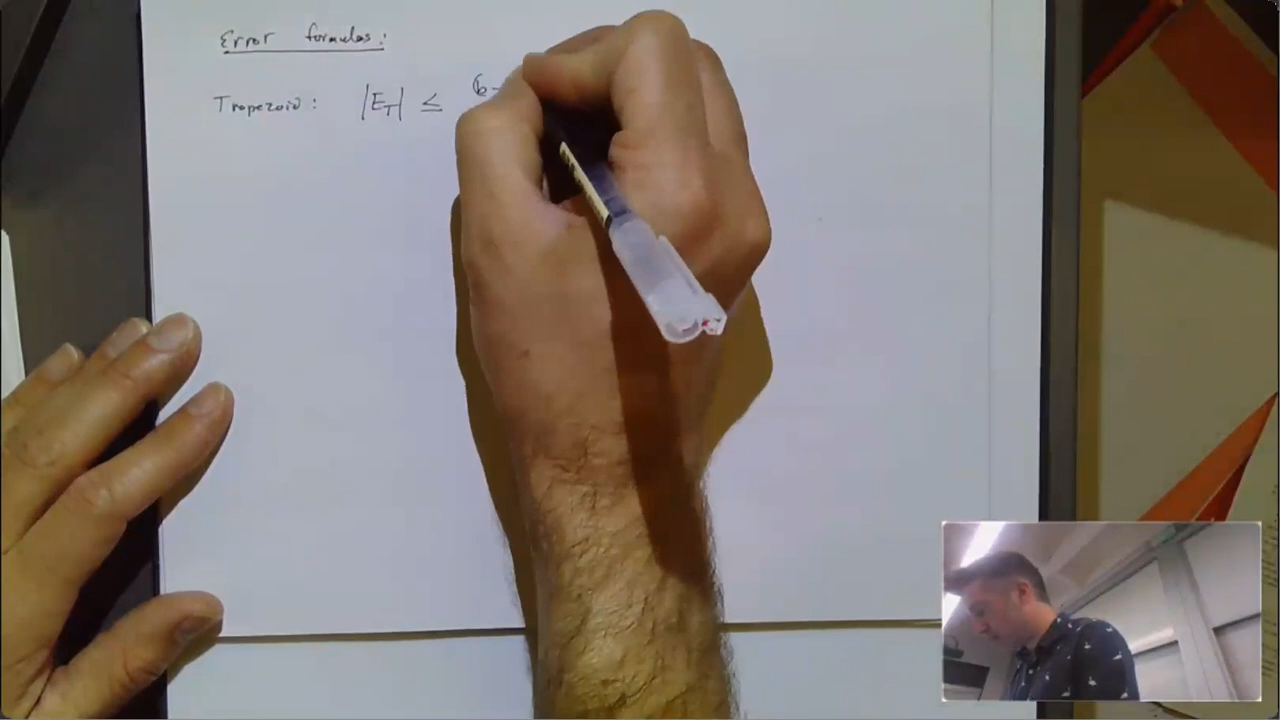 Error formulas:
Trapezoid: |E_T| ≤ (b-